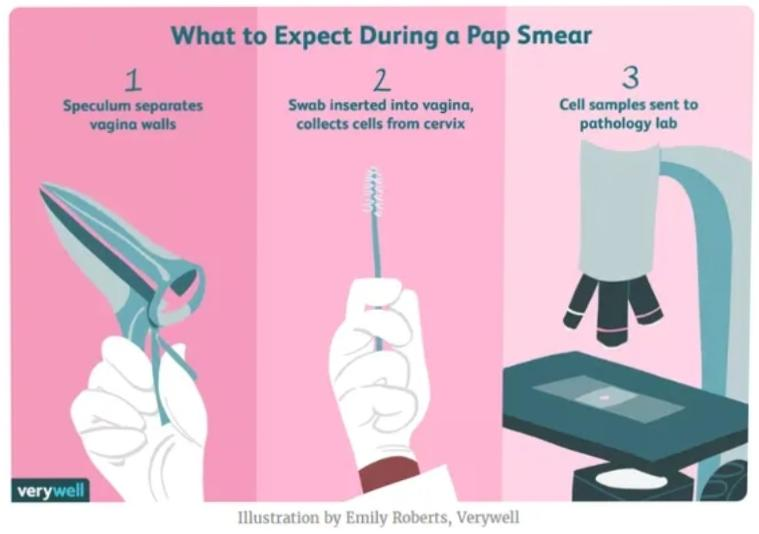 What to Expect During a Pap Smear
1
Speculum separates
vagina walls
2
Swab inserted into vagina,
collects cells from cervix
3
Cell samples sent to
pathology lab
verywell
Illustration by Emily Roberts, Verywell